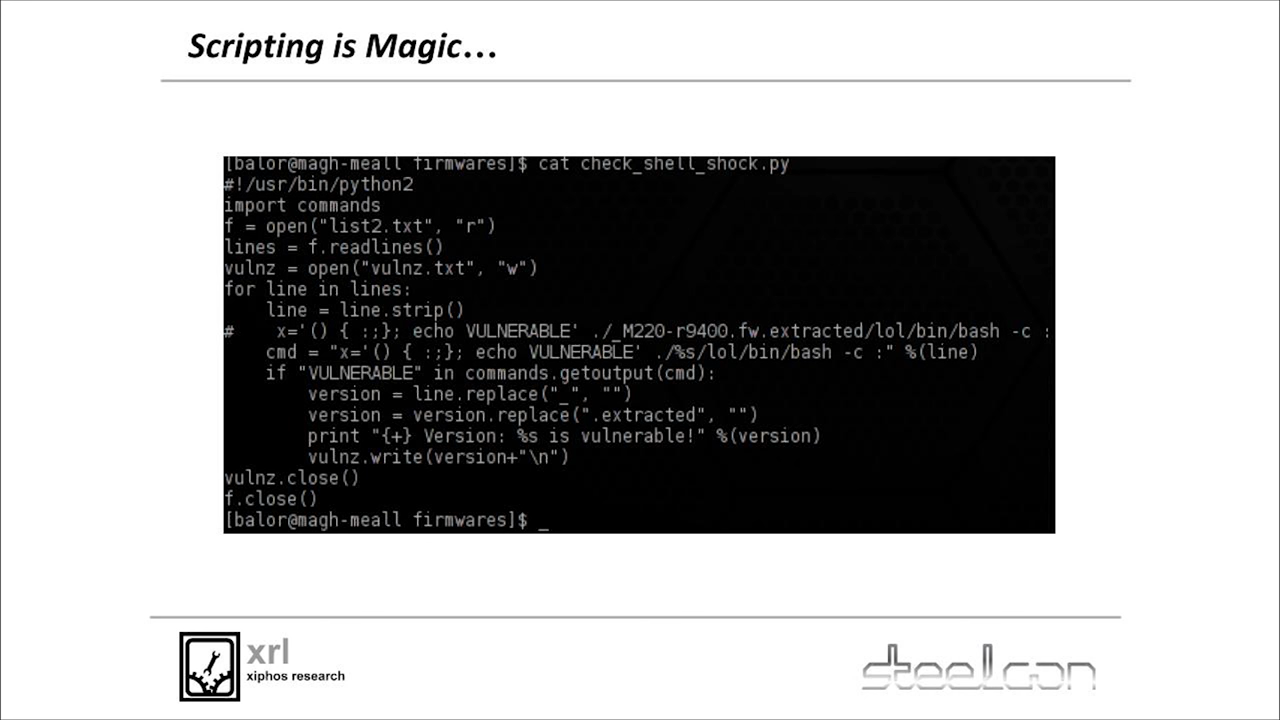 Scripting is Magic...
[balor@magh-meall firmwares]$ cat check_shell_shock.py
#!/usr/bin/python2
import commands
f = open("list2.txt", "r")
lines = f.readlines()
vulnz = open("vulnz.txt", "w")
for line in lines:
    line = line.strip()
#    x='() { :;}; echo VULNERABLE' ./_M220-r9400.fw.extracted/lol/bin/bash -c :
    cmd = "x='() { :;}; echo VULNERABLE' ./%s/lol/bin/bash -c :" %(line)
    if "VULNERABLE" in commands.getoutput(cmd):
        version = line.replace("_", "")
        version = version.replace(".extracted", "")
        print "{+} Version: %s is vulnerable!" %(version)
        vulnz.write(version+"\n")
vulnz.close()
f.close()
[balor@magh-meall firmwares]$ _
xrl
xiphos research
steelcon